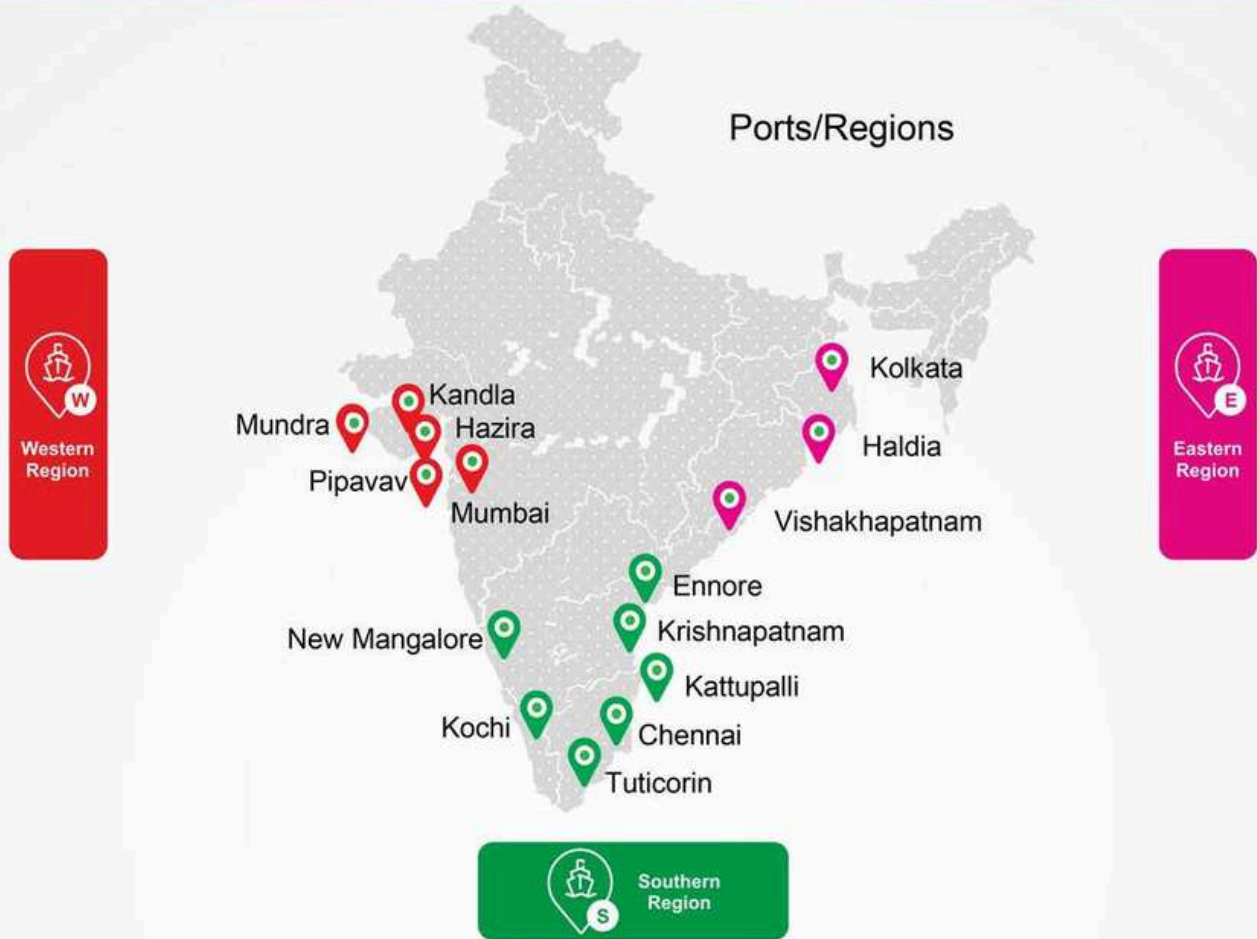 Ports/Regions
W
Western
Region
E
Eastern
Region
Kolkata
Haldia
Vishakhapatnam
Kandla
Mundra
Hazira
Pipavav
Mumbai
Ennore
Krishnapatnam
New Mangalore
Kattupalli
Kochi
Chennai
Tuticorin
S
Southern
Region